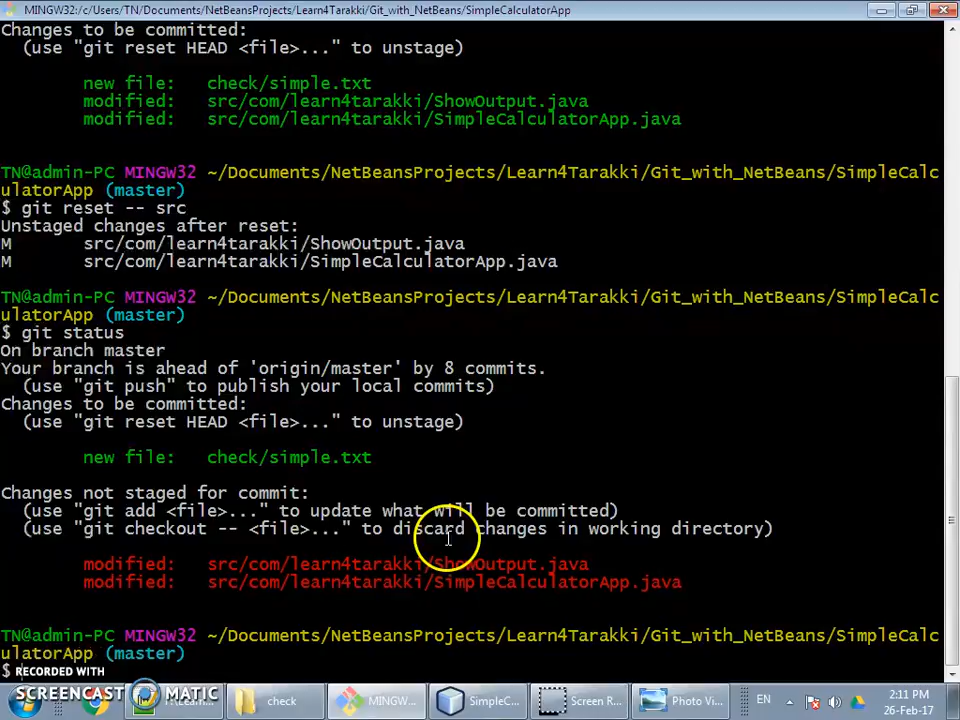 MINGW32:/c/Users/TN/Documents/NetBeansProjects/Learn4Tarakki/Git_with_NetBeans/SimpleCalculatorApp
Changes to be committed:
  (use "git reset HEAD <file>..." to unstage)
        new file:   check/simple.txt
        modified:   src/com/learn4tarakki/ShowOutput.java
        modified:   src/com/learn4tarakki/SimpleCalculatorApp.java
TN@admin-PC MINGW32 ~/Documents/NetBeansProjects/Learn4Tarakki/Git_with_NetBeans/SimpleCalc
ulatorApp (master)
$ git reset -- src
Unstaged changes after reset:
M       src/com/learn4tarakki/ShowOutput.java
M       src/com/learn4tarakki/SimpleCalculatorApp.java
TN@admin-PC MINGW32 ~/Documents/NetBeansProjects/Learn4Tarakki/Git_with_NetBeans/SimpleCalc
ulatorApp (master)
$ git status
On branch master
Your branch is ahead of 'origin/master' by 8 commits.
  (use "git push" to publish your local commits)
Changes to be committed:
  (use "git reset HEAD <file>..." to unstage)
        new file:   check/simple.txt
Changes not staged for commit:
  (use "git add <file>..." to update what will be committed)
  (use "git checkout -- <file>..." to discard changes in working directory)
        modified:   src/com/learn4tarakki/ShowOutput.java
        modified:   src/com/learn4tarakki/SimpleCalculatorApp.java
TN@admin-PC MINGW32 ~/Documents/NetBeansProjects/Learn4Tarakki/Git_with_NetBeans/SimpleCalc
ulatorApp (master)
$
RECORDED WITH
SCREENCAST MATIC
check MINGW... SimpleC... Screen R... Photo Vi... EN 2:11 PM
26-Feb-17